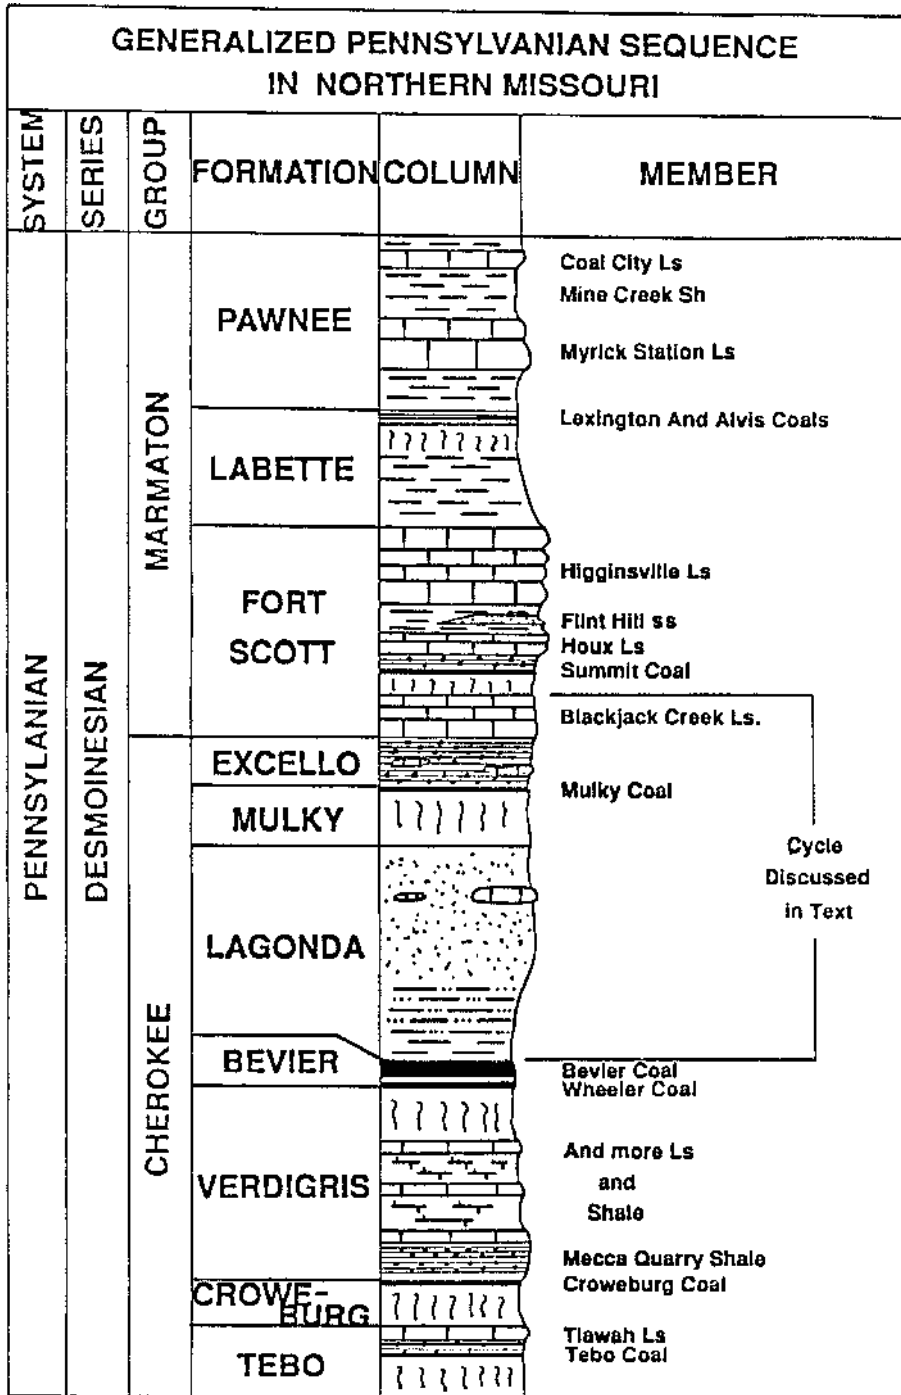 GENERALIZED PENNSYLVANIAN SEQUENCE
IN NORTHERN MISSOURI
SYSTEM
SERIES
GROUP
FORMATION
COLUMN
MEMBER
PENNSYLANIAN
DESMOINESIAN
MARMATON
CHEROKEE
PAWNEE
LABETTE
FORT
SCOTT
EXCELLO
MULKY
LAGONDA
BEVIER
VERDIGRIS
CROWE-
BURG
TEBO
Coal City Ls
Mine Creek Sh
Myrick Station Ls
Lexington And Alvis Coals
Higginsville Ls
Flint Hill ss
Houx Ls
Summit Coal
Blackjack Creek Ls.
Mulky Coal
Cycle
Discussed
in Text
Bevier Coal
Wheeler Coal
And more Ls
and
Shale
Mecca Quarry Shale
Croweburg Coal
Tiawah Ls
Tebo Coal